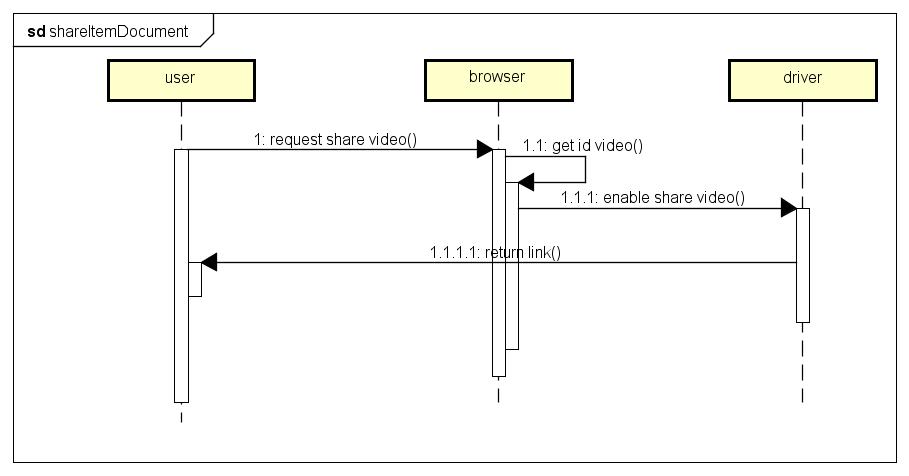 sd shareItemDocument
user
browser
driver
1: request share video()
1.1: get id video()
1.1.1: enable share video()
1.1.1.1: return link()